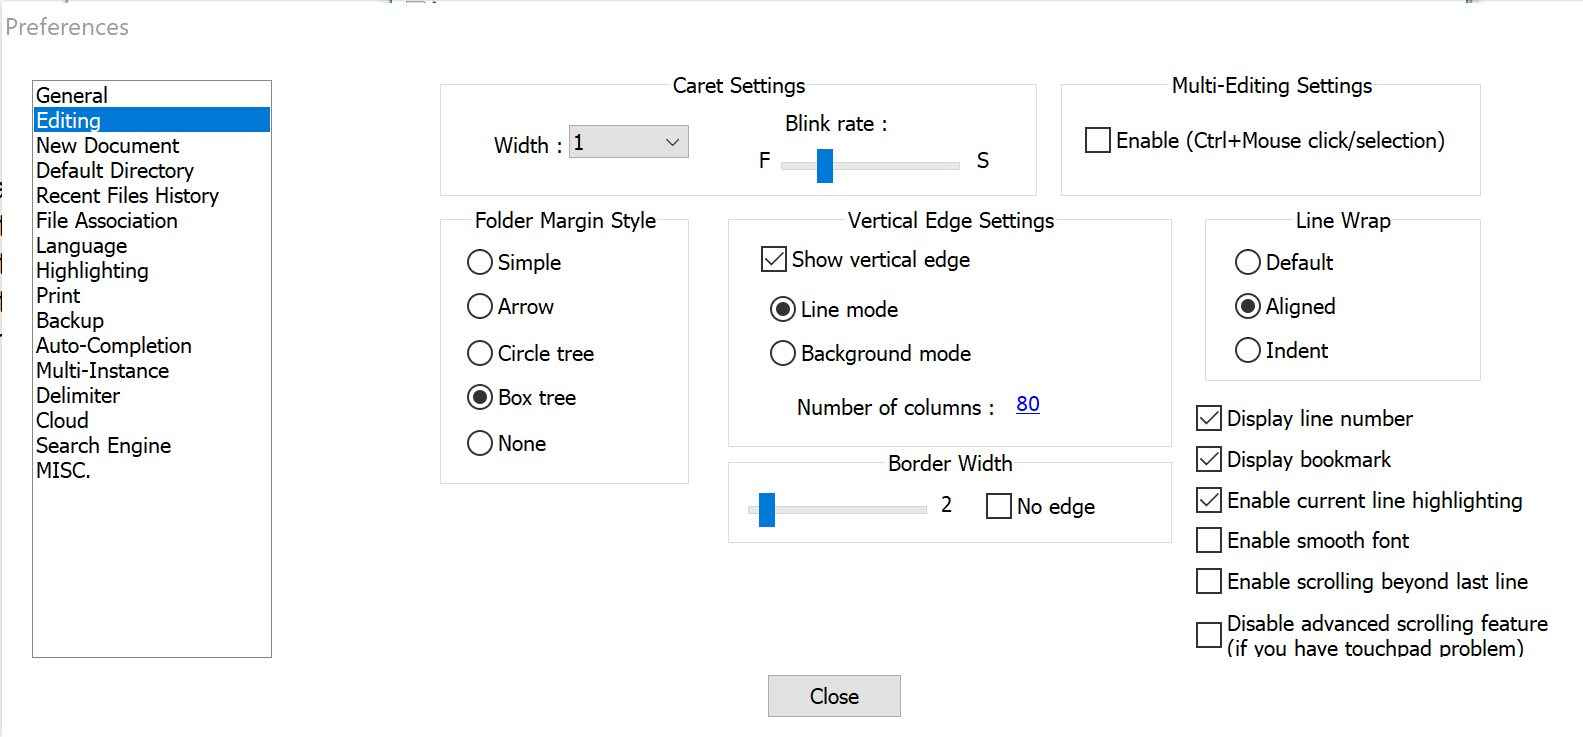 Preferences
General
Editing
New Document
Default Directory
Recent Files History
File Association
Language
Highlighting
Print
Backup
Auto-Completion
Multi-Instance
Delimiter
Cloud
Search Engine
MISC.
Caret Settings
Width : 1
Blink rate :
F S
Multi-Editing Settings
Enable (Ctrl+Mouse click/selection)
Folder Margin Style
Simple
Arrow
Circle tree
Box tree
None
Vertical Edge Settings
Show vertical edge
Line mode
Background mode
Number of columns : 80
Border Width
2 No edge
Line Wrap
Default
Aligned
Indent
Display line number
Display bookmark
Enable current line highlighting
Enable smooth font
Enable scrolling beyond last line
Disable advanced scrolling feature
(if you have touchpad problem)
Close